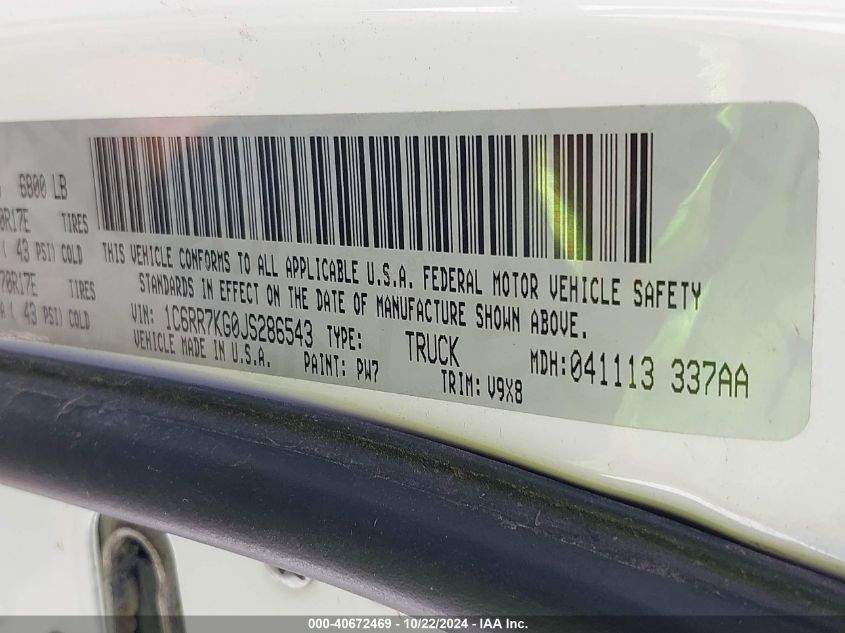 6800 LB
R17E TIRES
( 43 PSI) COLD
70R17E TIRES
A ( 43 PSI) COLD
THIS VEHICLE CONFORMS TO ALL APPLICABLE U.S.A. FEDERAL MOTOR VEHICLE SAFETY
STANDARDS IN EFFECT ON THE DATE OF MANUFACTURE SHOWN ABOVE.
VIN: 1C6RR7KG0JS286543 TYPE: TRUCK MDH:041113 337AA
VEHICLE MADE IN U.S.A. PAINT: PW7 TRIM: V9X8
000-40672469 - 10/22/2024 - IAA Inc.